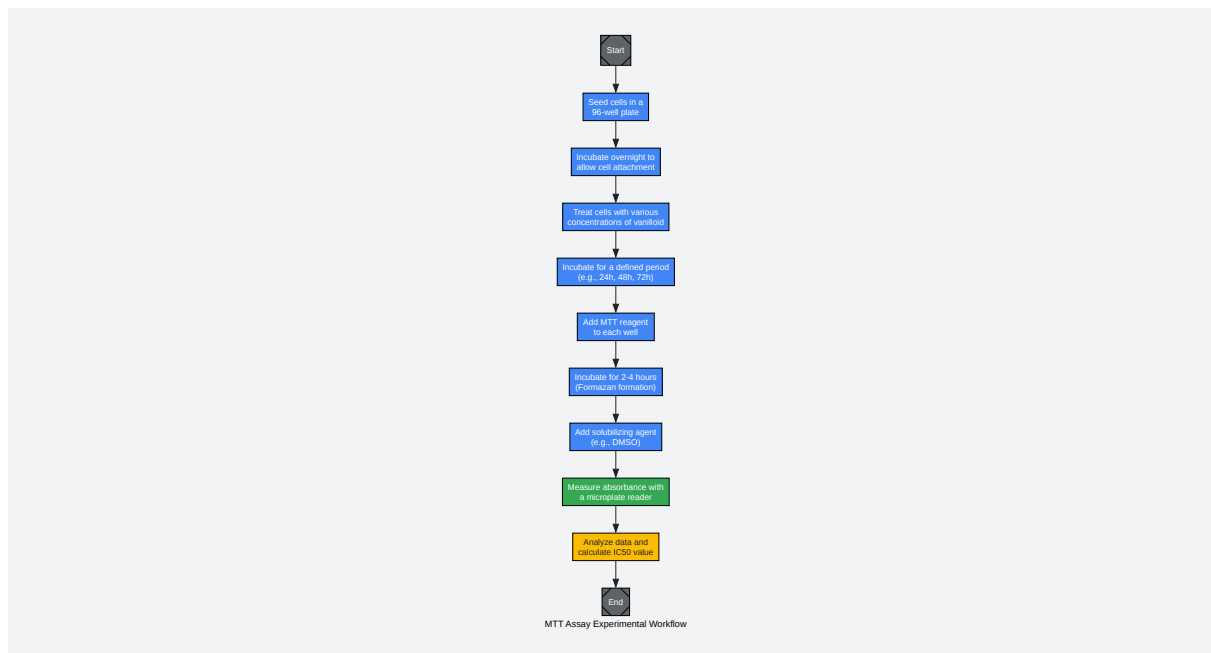 Start
Seed cells in a
96-well plate
Incubate overnight to
allow cell attachment
Treat cells with various
concentrations of vanilloid
Incubate for a defined period
(e.g., 24h, 48h, 72h)
Add MTT reagent
to each well
Incubate for 2-4 hours
(Formazan formation)
Add solubilizing agent
(e.g., DMSO)
Measure absorbance with
a microplate reader
Analyze data and
calculate IC50 value
End
MTT Assay Experimental Workflow